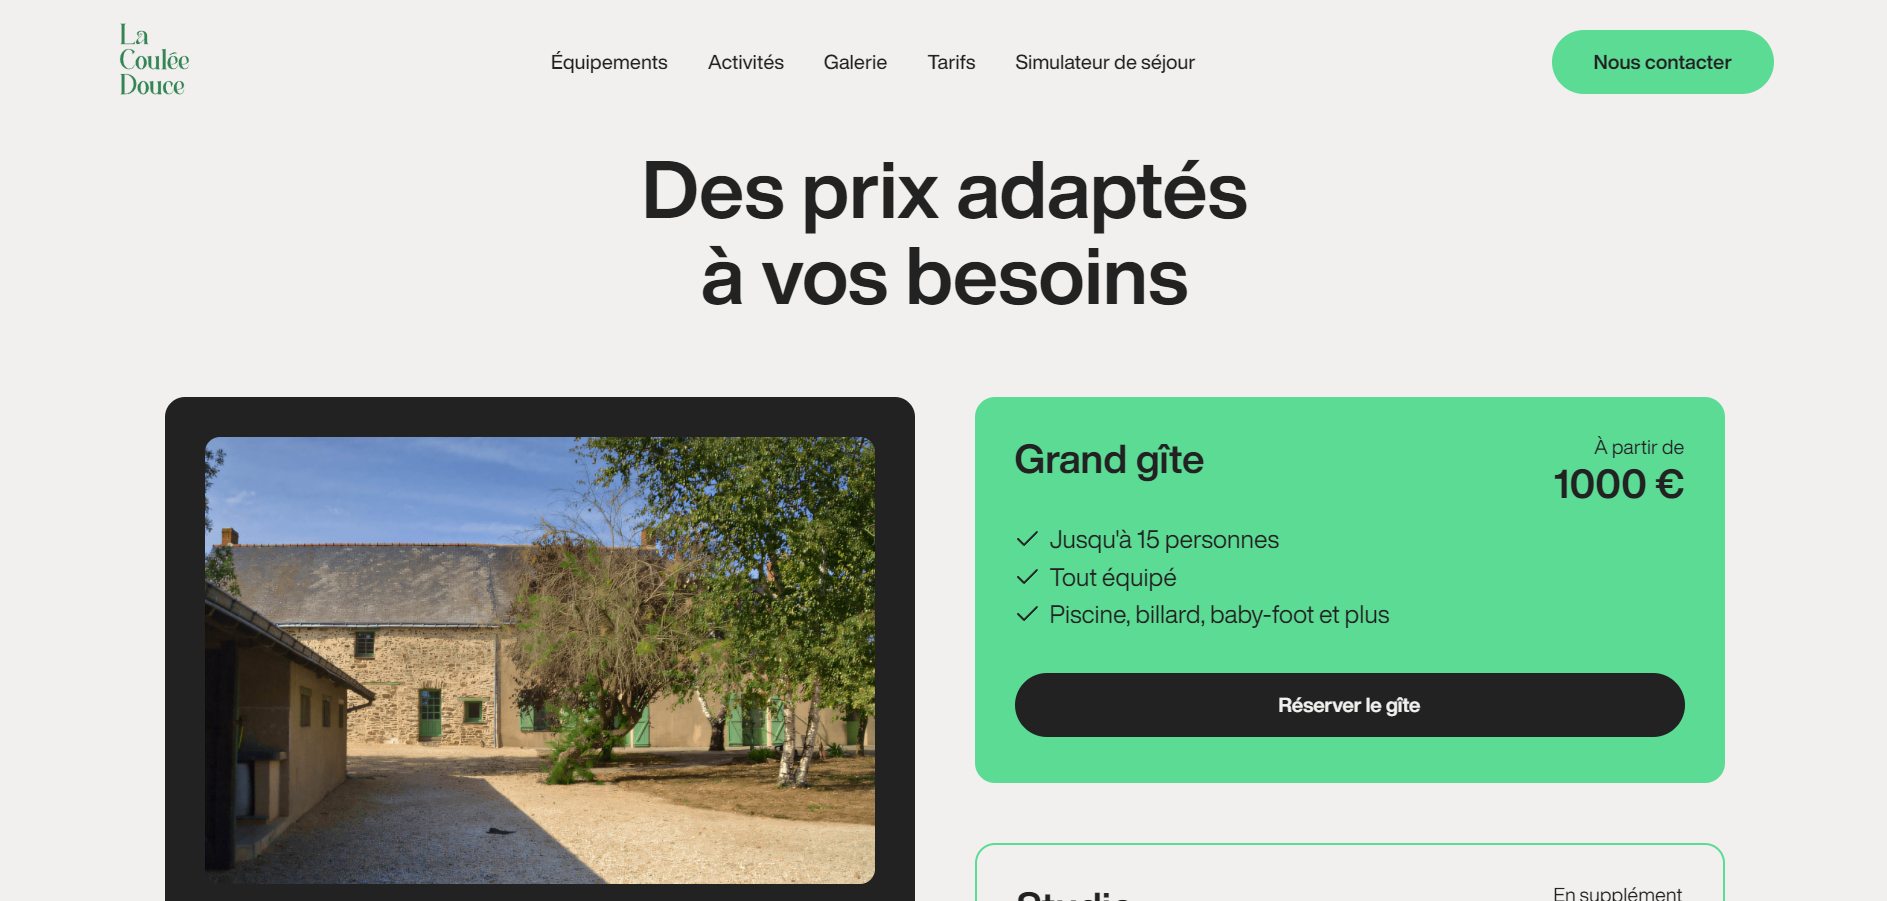 La
Coulée
Douce
Équipements
Activités
Galerie
Tarifs
Simulateur de séjour
Nous contacter
Des prix adaptés
à vos besoins
Grand gîte
À partir de
1000 €
Jusqu'à 15 personnes
Tout équipé
Piscine, billard, baby-foot et plus
Réserver le gîte
Studio
En supplément